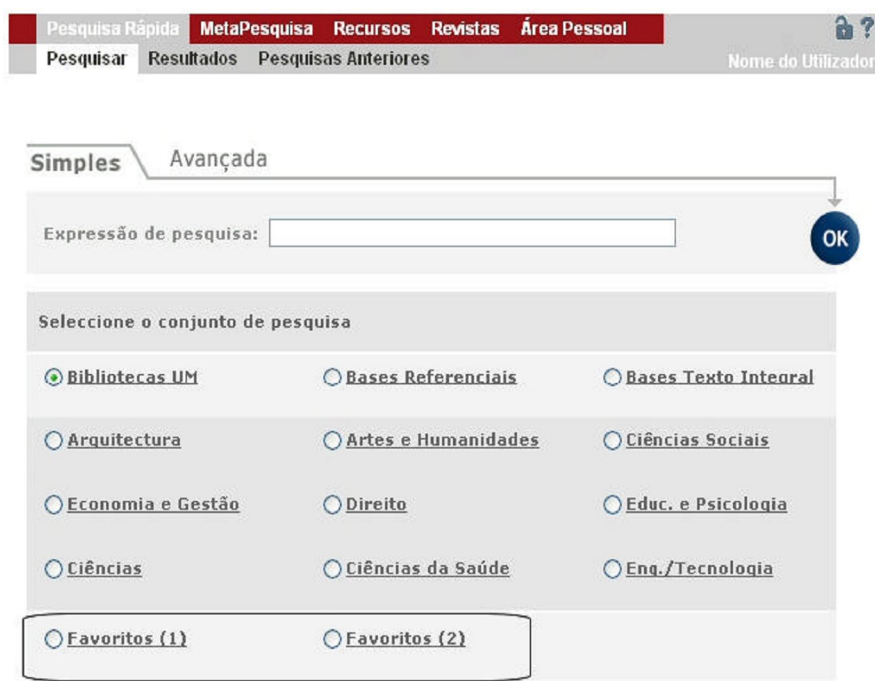 Pesquisa Rápida MetaPesquisa Recursos Revistas Área Pessoal ?
Pesquisar Resultados Pesquisas Anteriores Nome do Utilizador
Simples Avançada
Expressão de pesquisa: OK
Seleccione o conjunto de pesquisa
Bibliotecas UM Bases Referenciais Bases Texto Integral
Arquitectura Artes e Humanidades Ciências Sociais
Economia e Gestão Direito Educ. e Psicologia
Ciências Ciências da Saúde Eng./Tecnologia
Favoritos (1) Favoritos (2)